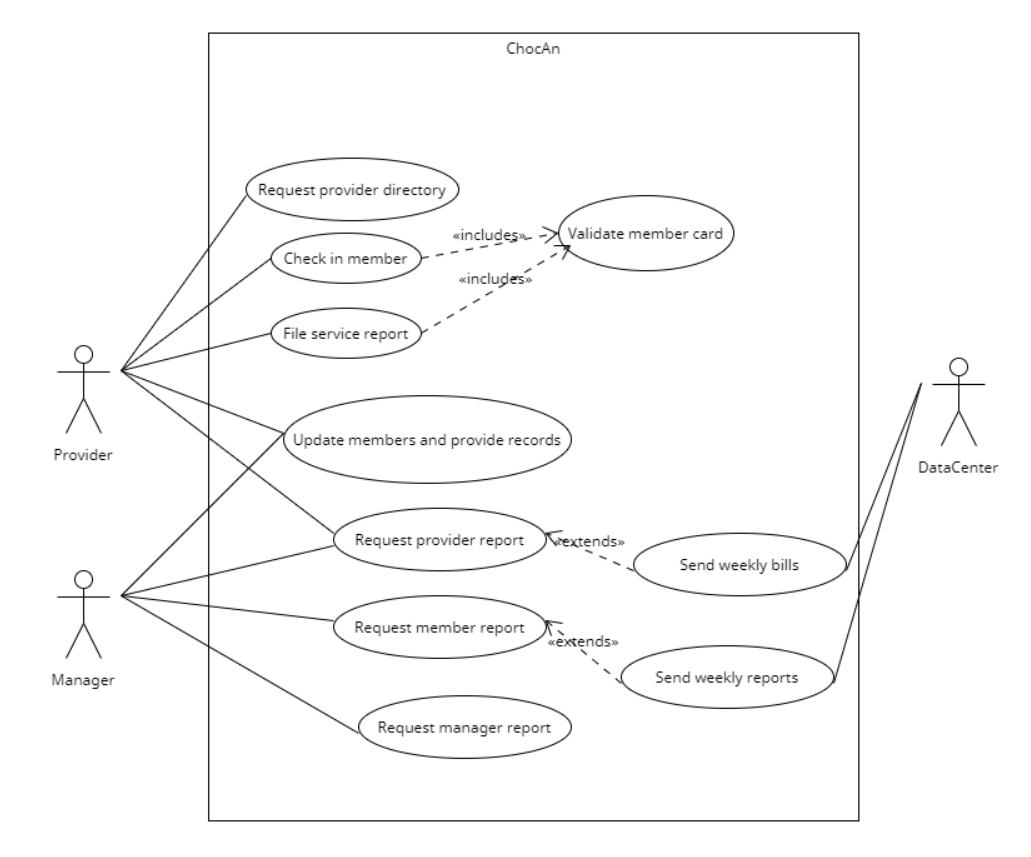 ChocAn
Request provider directory
«includes»
Validate member card
Check in member
«includes»
File service report
Provider
Update members and provide records
DataCenter
Request provider report
«extends»
Send weekly bills
Manager
Request member report
«extends»
Send weekly reports
Request manager report